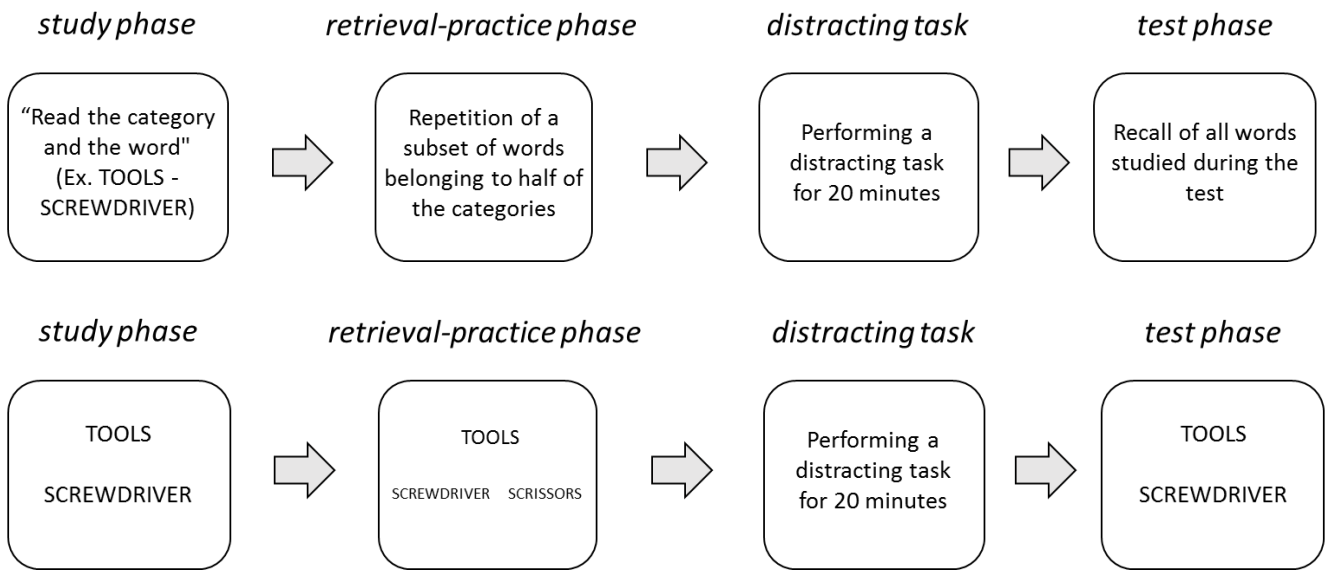 study phase
retrieval-practice phase
distracting task
test phase
“Read the category
and the word"
(Ex. TOOLS -
SCREWDRIVER)
Repetition of a
subset of words
belonging to half of
the categories
Performing a
distracting task
for 20 minutes
Recall of all words
studied during the
test
study phase
retrieval-practice phase
distracting task
test phase
TOOLS
SCREWDRIVER
TOOLS
SCREWDRIVER SCRISSORS
Performing a
distracting task
for 20 minutes
TOOLS
SCREWDRIVER